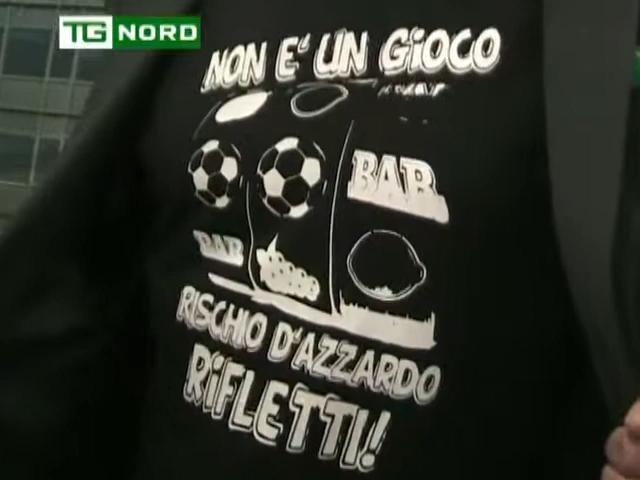 TG NORD
NON E' UN GiOCO
BAR
BAR
RISCHIO D'AZZARDO
RiFLETTi!